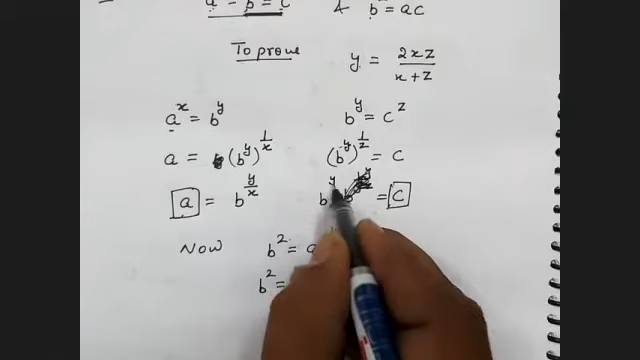 a - b = c & b = ac
To prove
y = 2xz / x+z
a^x = b^y b^y = c^z
a = (b^y)^(1/x) (b^y)^(1/z) = c
a = b^(y/x) b^y = c
Now b^2 = a
b^2 =